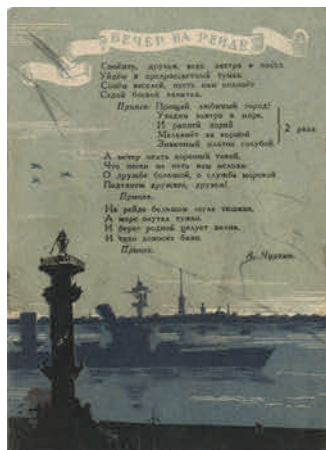 ВЕЧЕР НА РЕЙДЕ
Споёмте, друзья, ведь завтра в поход
Уйдём в предрассветный туман.
Споём веселей, пусть нам подпоёт
Седой боевой капитан.
Припев: Прощай, любимый город!
Уходим завтра в море,
И ранней порой
Мелькнёт за кормой
Знакомый платок голубой.
2 раза
А вечер опять хороший такой,
Что песен не петь нам нельзя.
О дружбе большой, о службе морской
Подтянем дружнее, друзья!
Припев.
На рейде большом легла тишина,
А море окутал туман.
И берег родной целует волна,
И тихо доносит баян.
Припев.
А. Чуркин